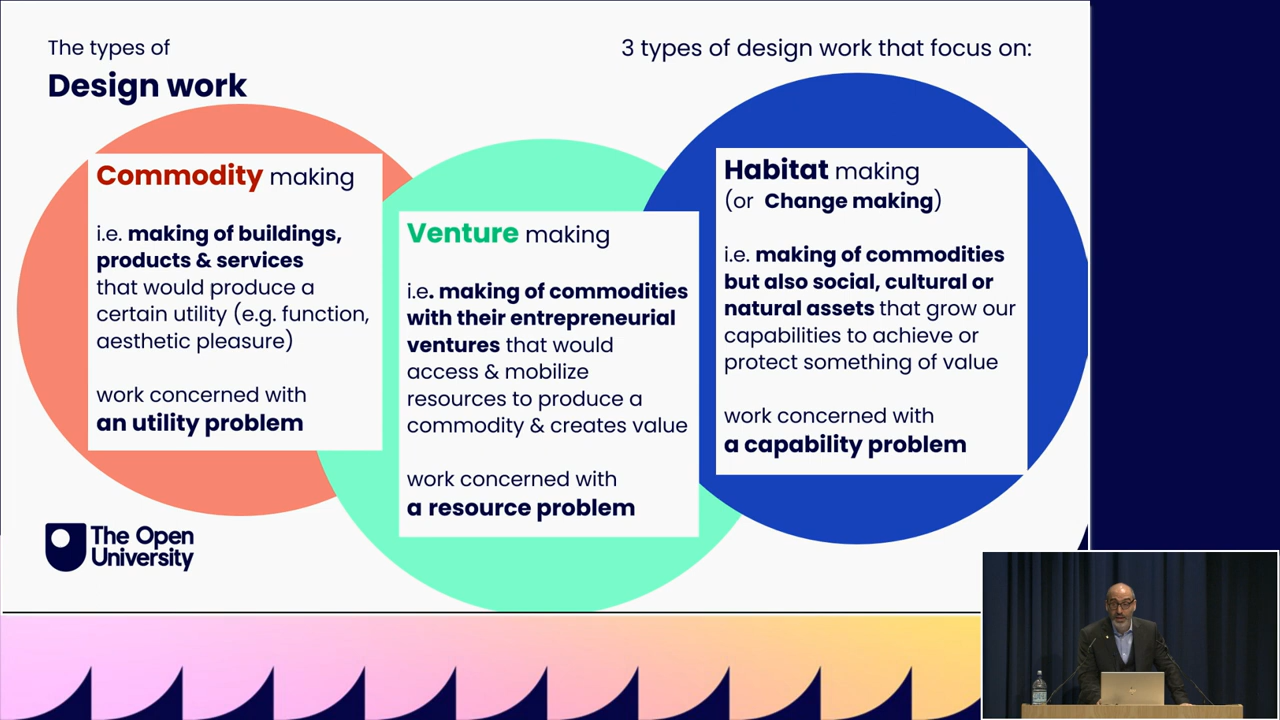 The types of
Design work
3 types of design work that focus on:
Commodity making
i.e. making of buildings,
products & services
that would produce a
certain utility (e.g. function,
aesthetic pleasure)
work concerned with
an utility problem
Venture making
i.e. making of commodities
with their entrepreneurial
ventures that would
access & mobilize
resources to produce a
commodity & creates value
work concerned with
a resource problem
Habitat making
(or Change making)
i.e. making of commodities
but also social, cultural or
natural assets that grow our
capabilities to achieve or
protect something of value
work concerned with
a capability problem
The Open
University